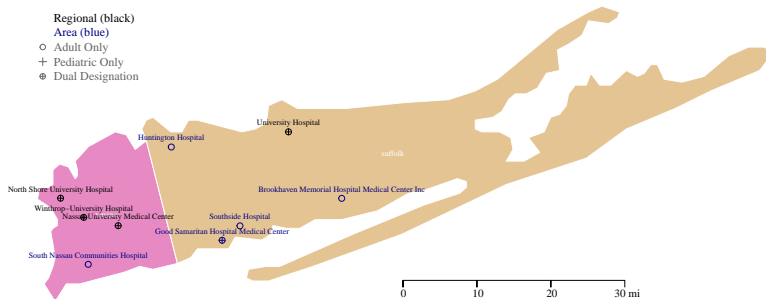 Regional (black)
Area (blue)
Adult Only
Pediatric Only
Dual Designation
University Hospital
Huntington Hospital
suffolk
North Shore University Hospital
Brookhaven Memorial Hospital Medical Center Inc
Winthrop−University Hospital
Nassau University Medical Center
Southside Hospital
Good Samaritan Hospital Medical Center
South Nassau Communities Hospital
0 10 20 30 mi